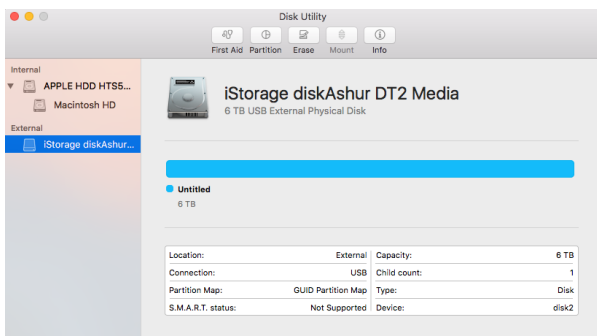 Disk Utility
First Aid Partition Erase Mount Info
Internal
APPLE HDD HTS5...
Macintosh HD
External
iStorage diskAshur...
iStorage diskAshur DT2 Media
6 TB USB External Physical Disk
Untitled
6 TB
Location: External Capacity: 6 TB
Connection: USB Child count: 1
Partition Map: GUID Partition Map Type: Disk
S.M.A.R.T. status: Not Supported Device: disk2